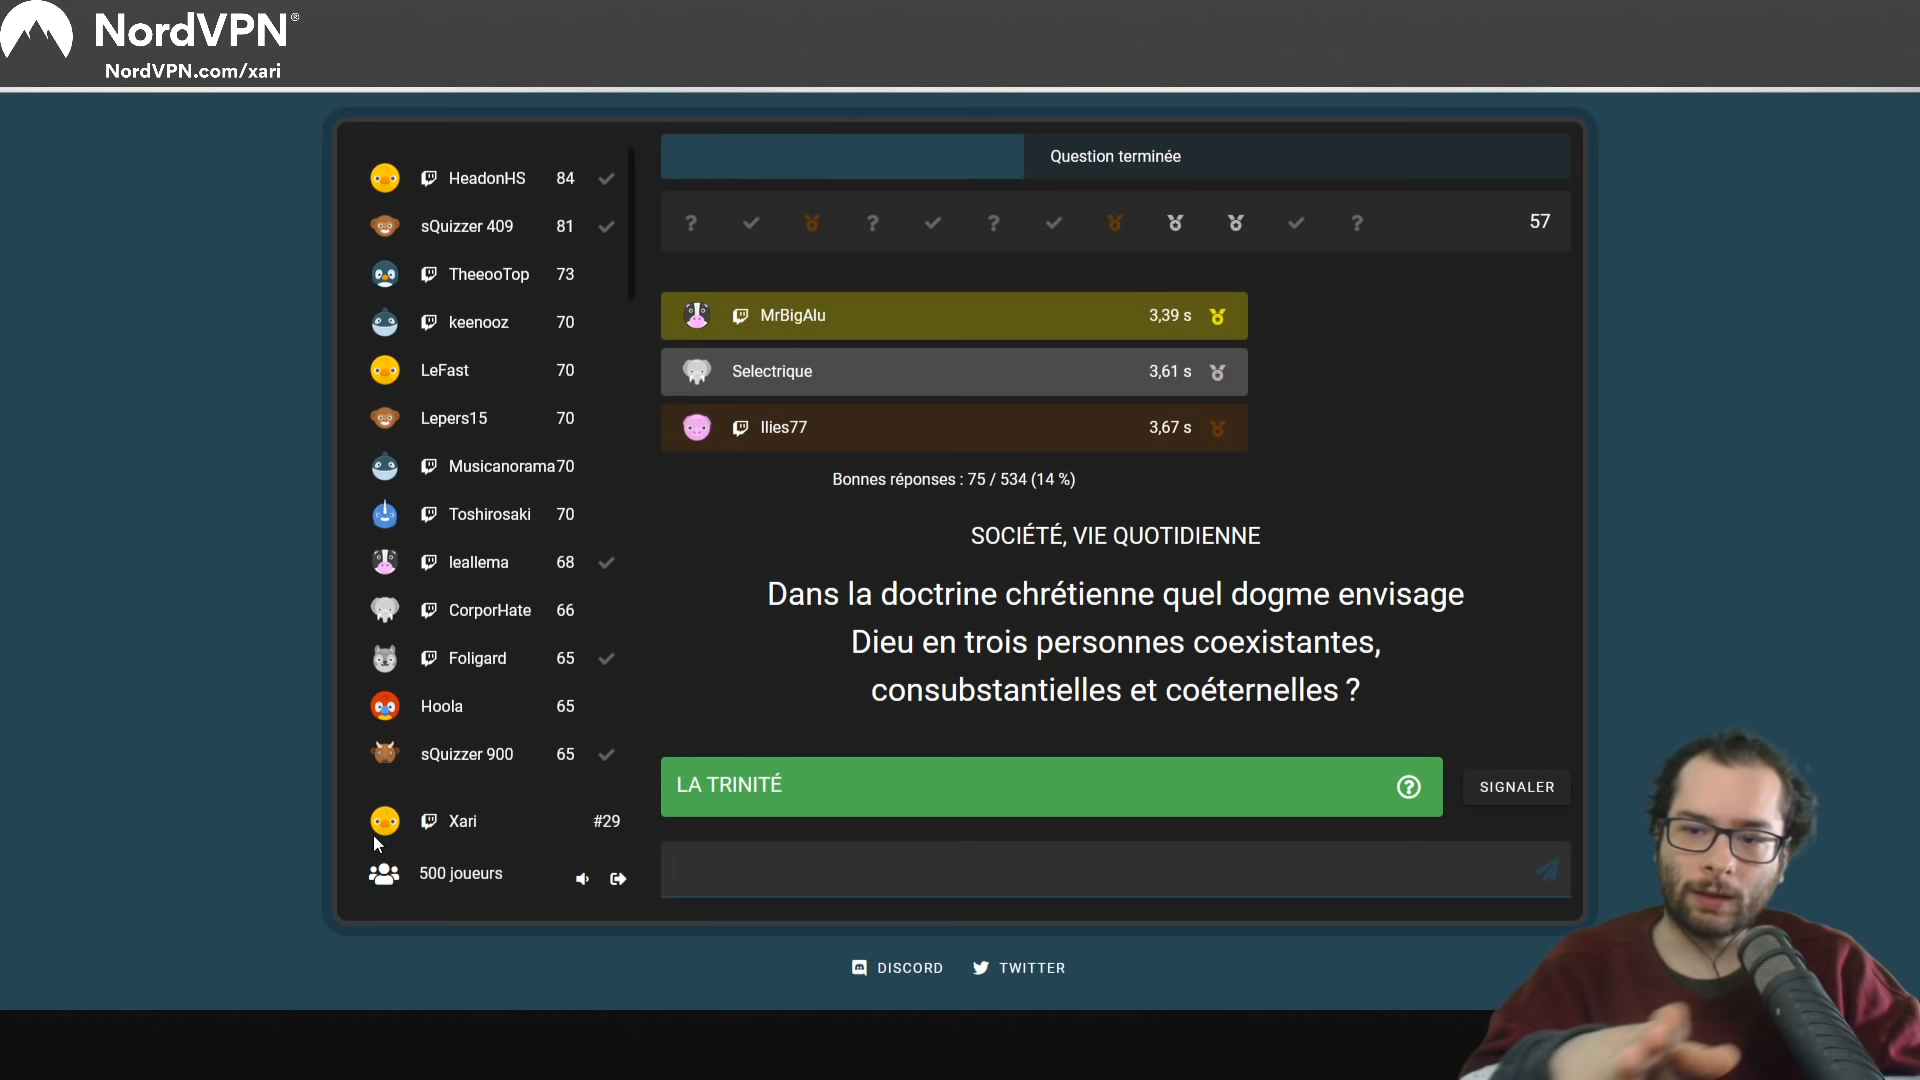 NordVPN®
NordVPN.com/xari
HeadonHS 84
sQuizzer 409 81
TheeooTop 73
keenooz 70
LeFast 70
Lepers15 70
Musicanorama 70
Toshirosaki 70
leallema 68
CorporHate 66
Foligard 65
Hoola 65
sQuizzer 900 65
Xari #29
500 joueurs
Question terminée
? ? ? ? 57
MrBigAlu 3,39 s
Selectrique 3,61 s
Ilies77 3,67 s
Bonnes réponses : 75 / 534 (14 %)
SOCIÉTÉ, VIE QUOTIDIENNE
Dans la doctrine chrétienne quel dogme envisage
Dieu en trois personnes coexistantes,
consubstantielles et coéternelles ?
LA TRINITÉ ?
SIGNALER
DISCORD TWITTER